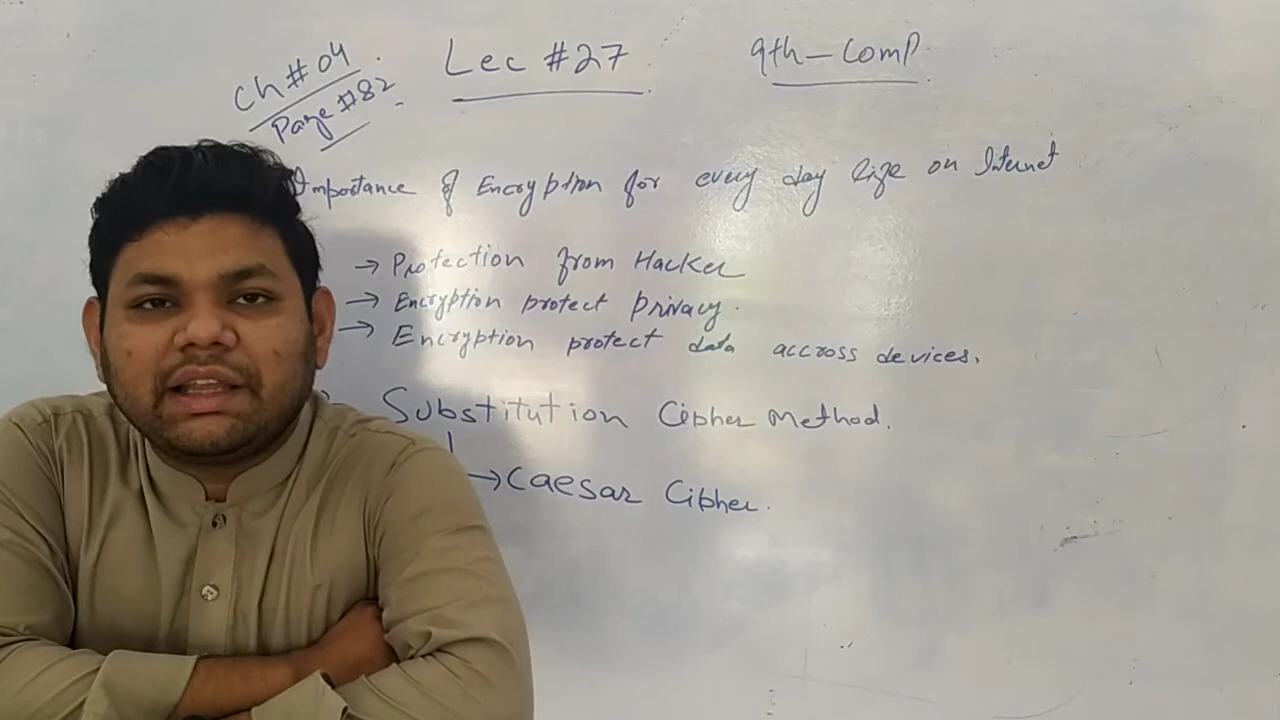 Ch # 04
Page #82
Lec #27
9th - Comp
Importance of Encryption for every day life on Internet
→ Protection from Hacker
→ Encryption protect Privacy.
→ Encryption protect data accross devices.
Substitution Cipher Method.
→ Caesar Cipher.